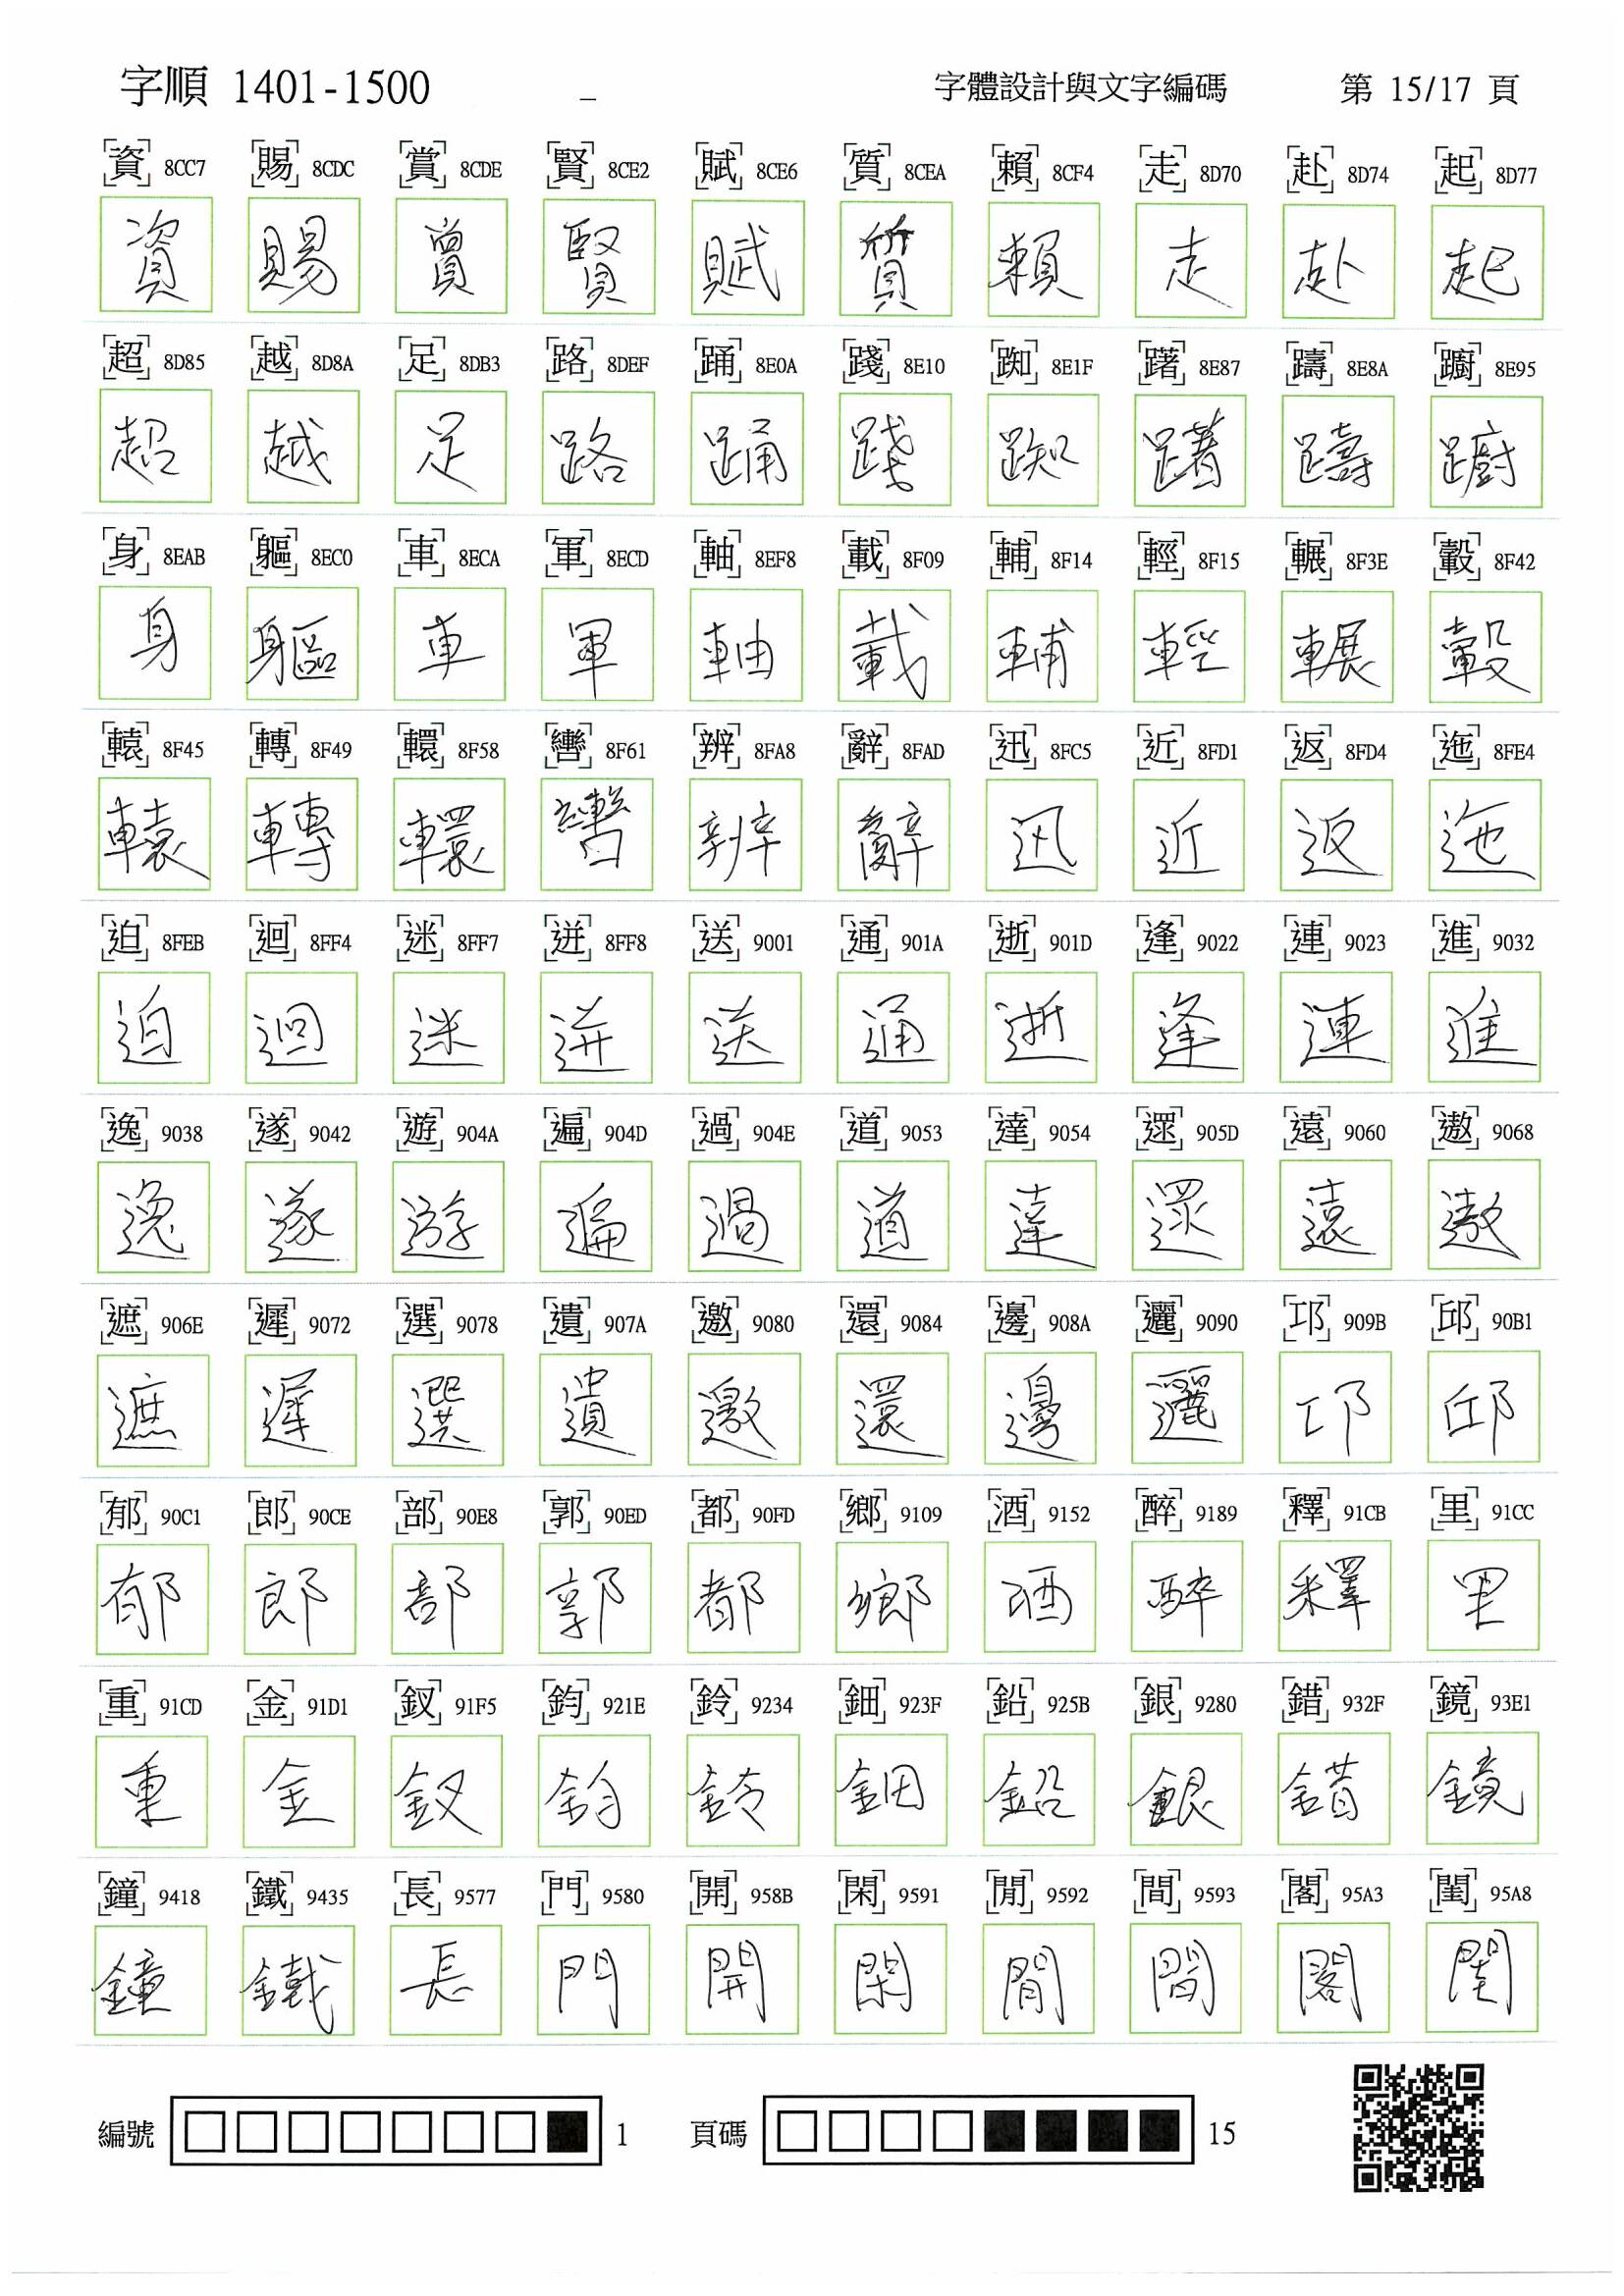 字順 1401-1500 _ 字體設計與文字編碼 第 15/17 頁
資 8CC7 賜 8CDC 賞 8CDE 賢 8CE2 賦 8CE6 質 8CEA 賴 8CF4 走 8D70 赴 8D74 起 8D77
資 賜 賞 賢 賦 質 賴 走 赴 起
超 8D85 越 8D8A 足 8DB3 路 8DEF 踊 8E0A 踐 8E10 踟 8E1F 躇 8E87 躊 8E8A 躕 8E95
超 越 足 路 踊 踐 踟 躇 躊 躕
身 8EAB 軀 8EC0 車 8ECA 軍 8ECD 軸 8EF8 載 8F09 輔 8F14 輕 8F15 輾 8F3E 轂 8F42
身 軀 車 軍 軸 載 輔 輕 輾 轂
轅 8F45 轉 8F49 轘 8F58 轡 8F61 辨 8FA8 辭 8FAD 迅 8FC5 近 8FD1 返 8FD4 迤 8FE4
轅 轉 轘 轡 辨 辭 迅 近 返 迤
迫 8FEB 迴 8FF4 迷 8FF7 迸 8FF8 送 9001 通 901A 逝 901D 逢 9022 連 9023 進 9032
迫 迴 迷 迸 送 通 逝 逢 連 進
逸 9038 遂 9042 遊 904A 遍 904D 過 904E 道 9053 達 9054 遝 905D 遠 9060 遨 9068
逸 遂 遊 遍 過 道 達 遝 遠 遨
遮 906E 遲 9072 選 9078 遺 907A 邀 9080 還 9084 邊 908A 邐 9090 邛 909B 邱 90B1
遮 遲 選 遺 邀 還 邊 邐 邛 邱
郁 90C1 郎 90CE 部 90E8 郭 90ED 都 90FD 鄉 9109 酒 9152 醉 9189 釋 91CB 里 91CC
郁 郎 部 郭 都 鄉 酒 醉 釋 里
重 91CD 金 91D1 釵 91F5 鈞 921E 鈴 9234 鈿 923F 鉛 925B 銀 9280 錯 932F 鏡 93E1
重 金 釵 鈞 鈴 鈿 鉛 銀 錯 鏡
鐘 9418 鐵 9435 長 9577 門 9580 開 958B 閑 9591 閒 9592 間 9593 閣 95A3 閨 95A8
鐘 鐵 長 門 開 閑 閒 間 閣 閨
編號 1 頁碼 15